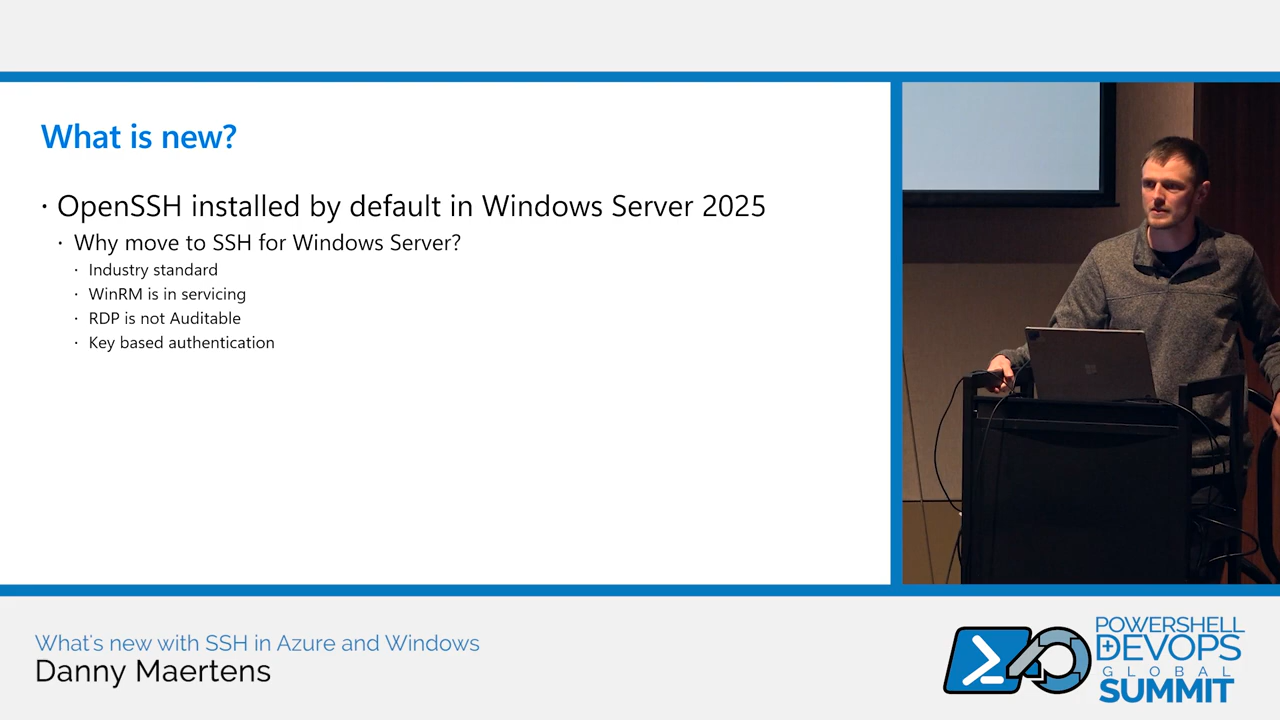 What is new?
· OpenSSH installed by default in Windows Server 2025
· Why move to SSH for Windows Server?
· Industry standard
· WinRM is in servicing
· RDP is not Auditable
· Key based authentication
What's new with SSH in Azure and Windows
Danny Maertens
POWERSHELL
DEVOPS
GLOBAL
SUMMIT